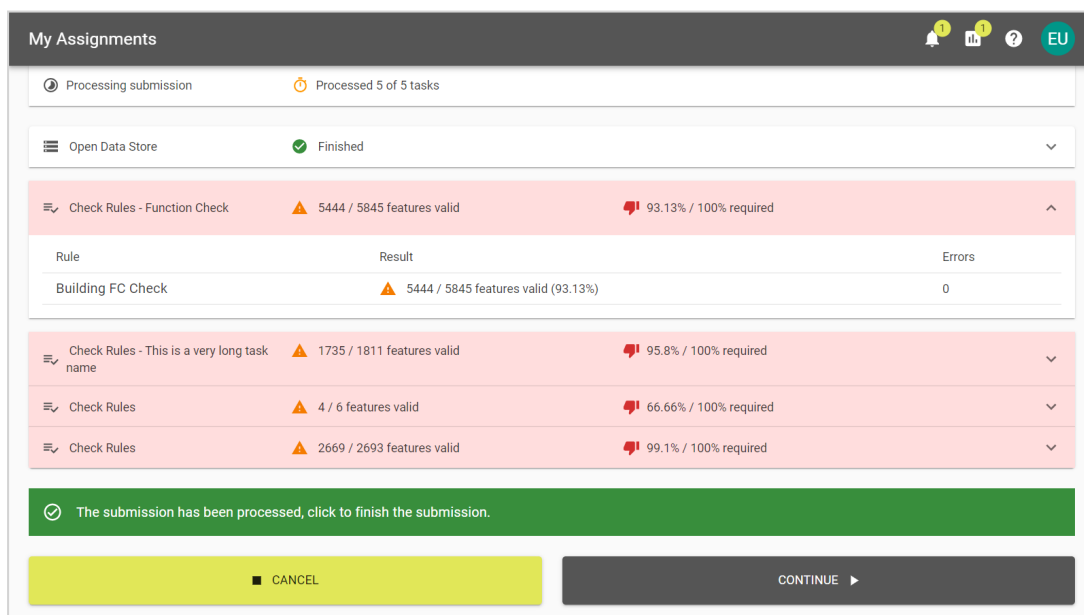 My Assignments
1
1
EU
Processing submission Processed 5 of 5 tasks
Open Data Store Finished
Check Rules - Function Check 5444 / 5845 features valid 93.13% / 100% required
Rule Result Errors
Building FC Check 5444 / 5845 features valid (93.13%) 0
Check Rules - This is a very long task 1735 / 1811 features valid 95.8% / 100% required
name
Check Rules 4 / 6 features valid 66.66% / 100% required
Check Rules 2669 / 2693 features valid 99.1% / 100% required
The submission has been processed, click to finish the submission.
CANCEL CONTINUE